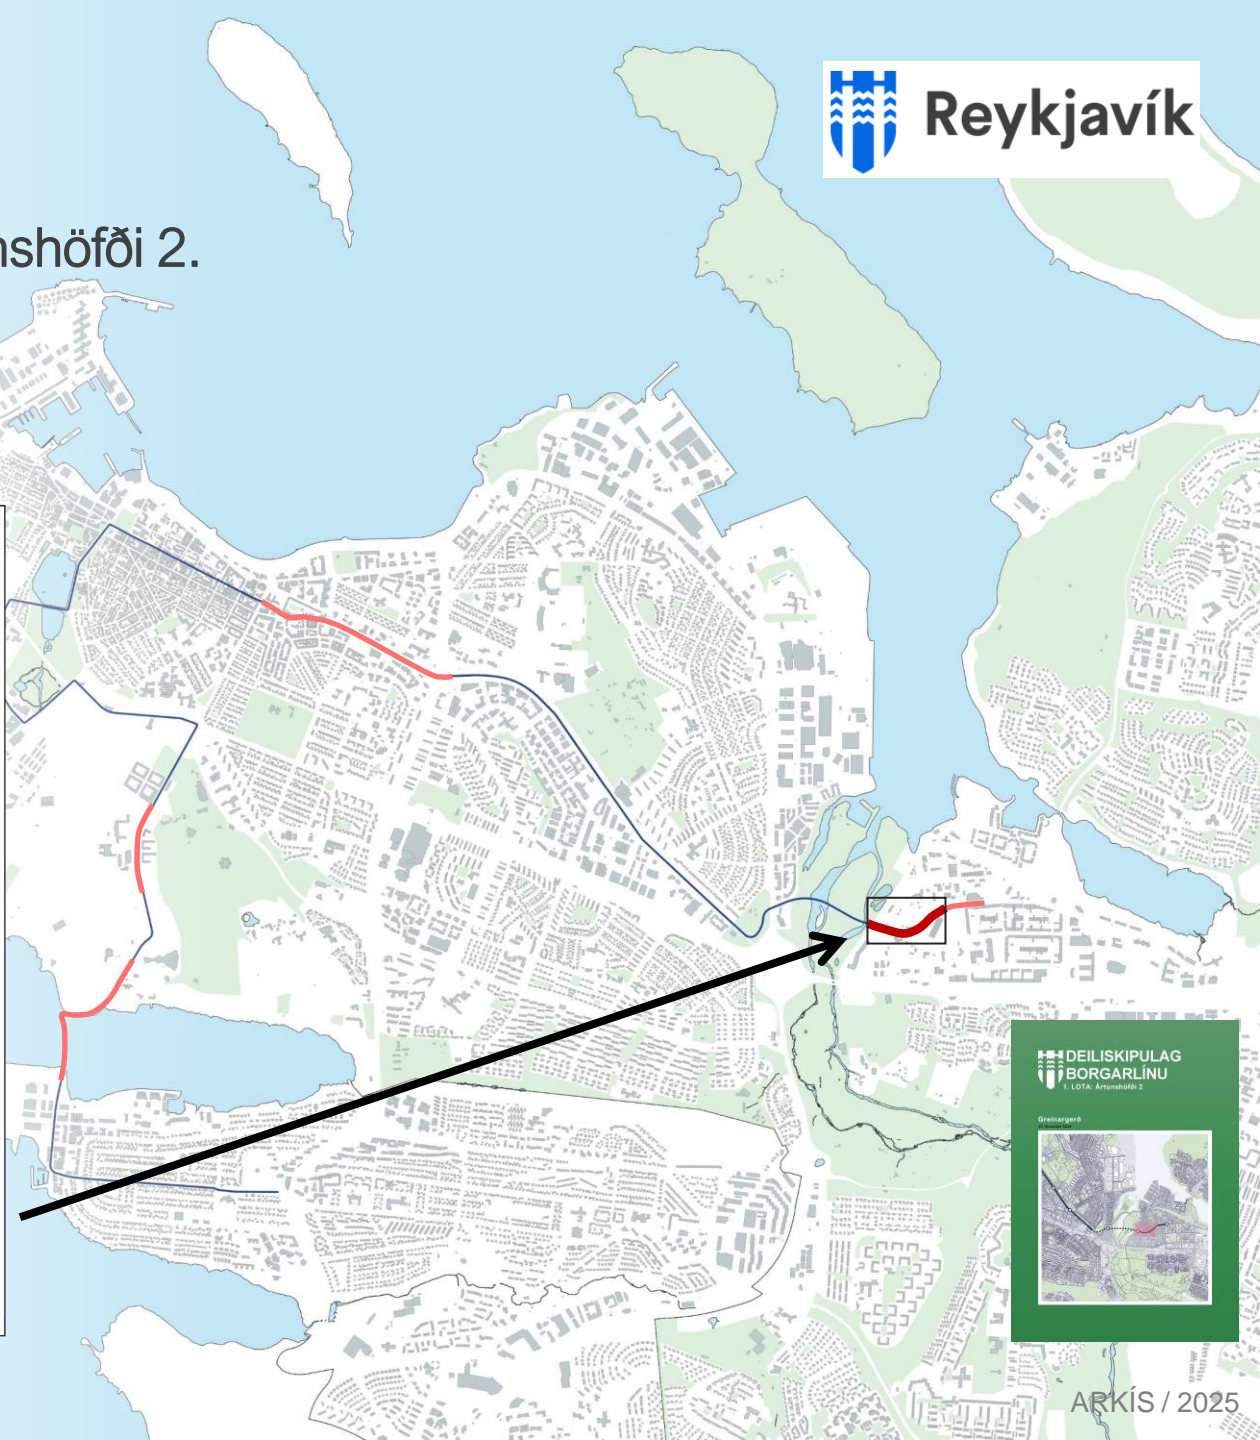 Reykjavík
nshöfði 2.
DEILISKIPULAG
BORGARLÍNU
1. LOTA: Ártúnshöfði 2
Greinargerð
ARKÍS / 2025